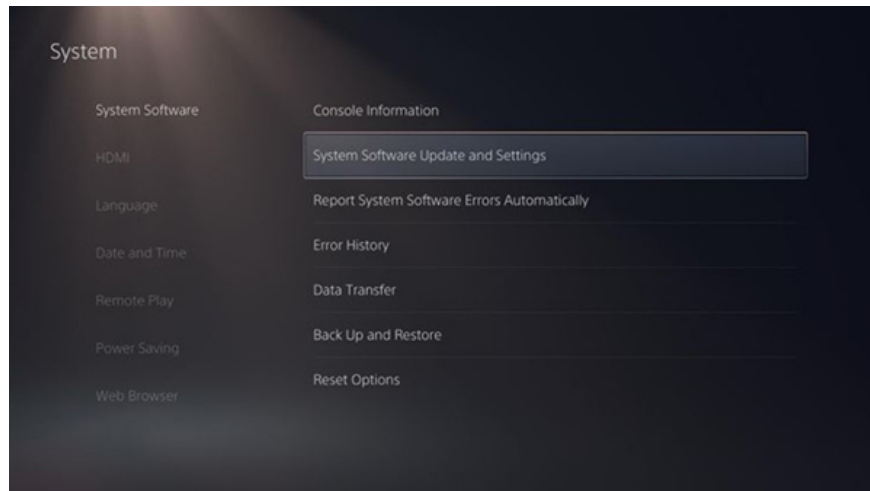 System
System Software
HDMI
Language
Date and Time
Remote Play
Power Saving
Web Browser
Console Information
System Software Update and Settings
Report System Software Errors Automatically
Error History
Data Transfer
Back Up and Restore
Reset Options